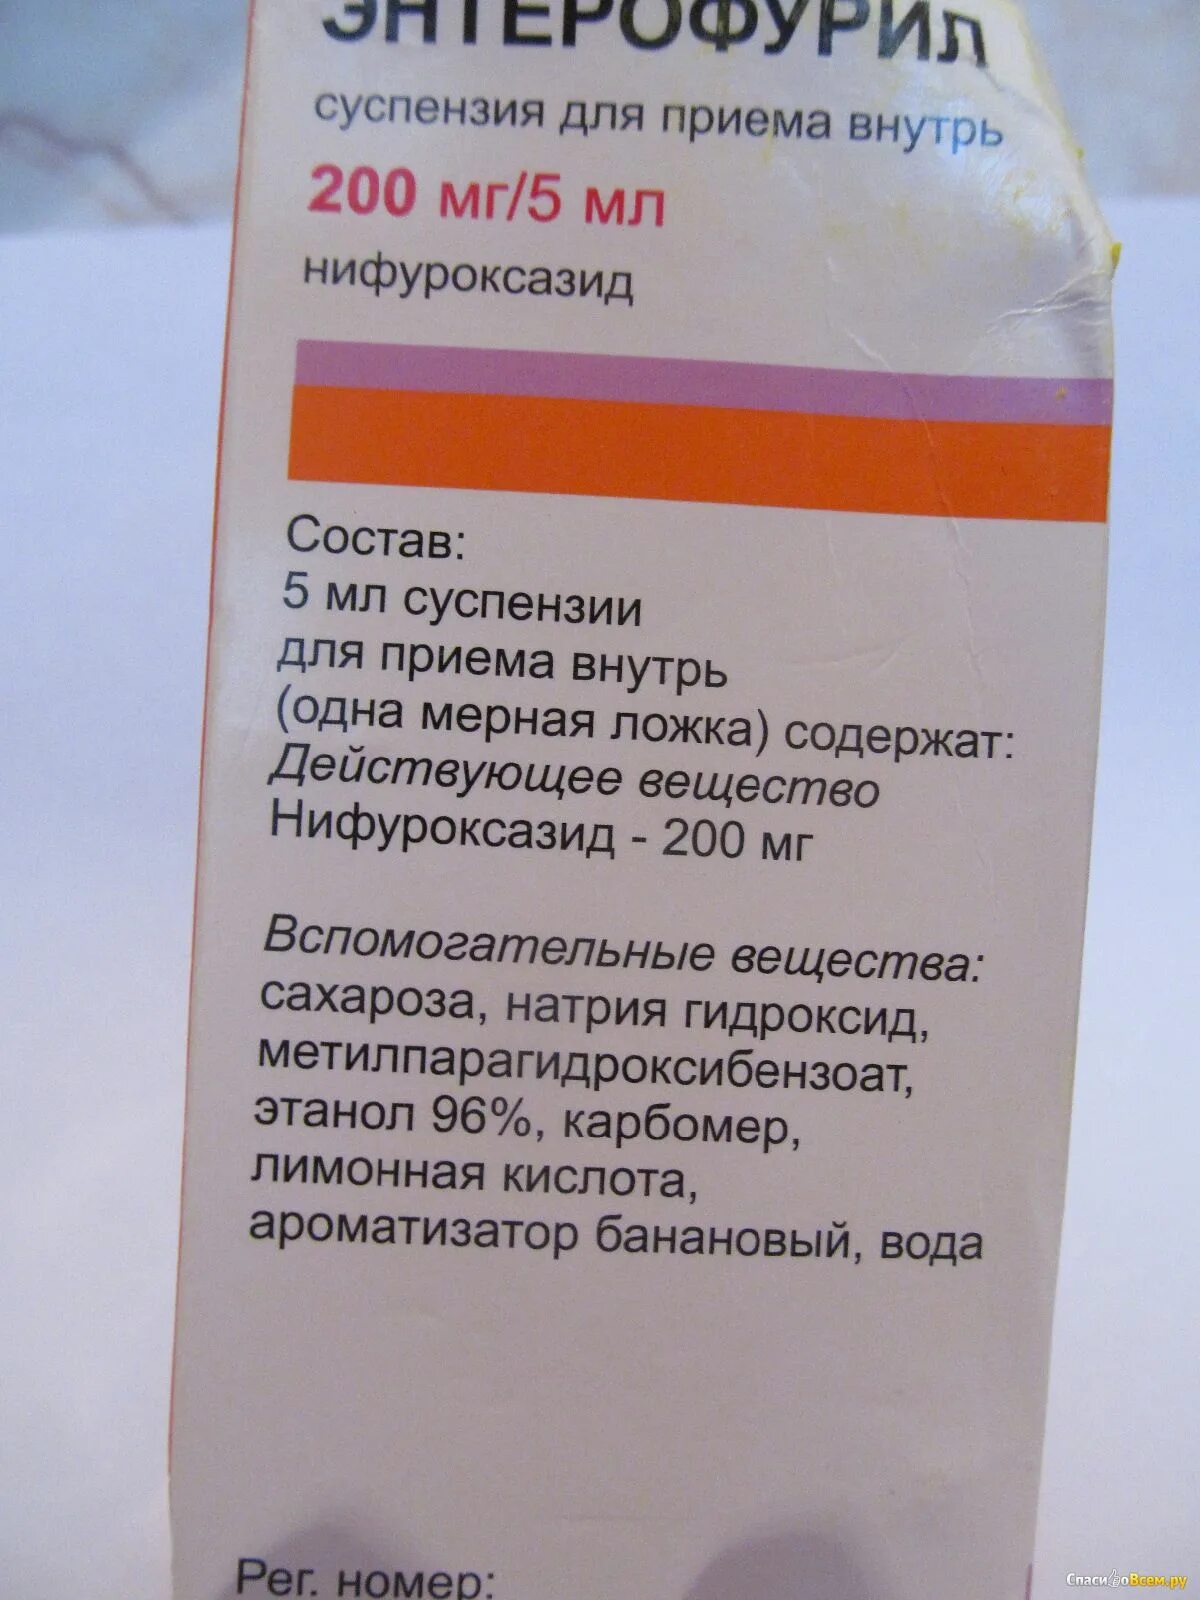 ЭНТЕРОФУРИЛ
суспензия для приема внутрь
200 мг/5 мл
нифуроксазид
Состав:
5 мл суспензии
для приема внутрь
(одна мерная ложка) содержат:
Действующее вещество
Нифуроксазид - 200 мг
Вспомогательные вещества:
сахароза, натрия гидроксид,
метилпарагидроксибензоат,
этанол 96%, карбомер,
лимонная кислота,
ароматизатор банановый, вода
Рег. номер:
СпасибоВсем.ру